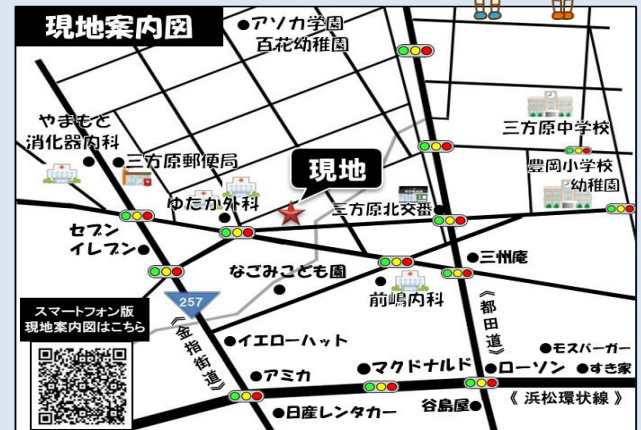 現地案内図
アソカ学園
百花幼稚園
やまもと
消化器内科
三方原郵便局
三方原中学校
豊岡小学校
幼稚園
現地
ゆたか外科
三方原北交番
セブン
イレブン
なごみこども園
三州庵
前嶋内科
257
スマートフォン版
現地案内図はこちら
《金指街道》
《都田道》
イエローハット
アミカ
マクドナルド
ローソン
モスバーガー
すき家
日産レンタカー
谷島屋
《浜松環状線》